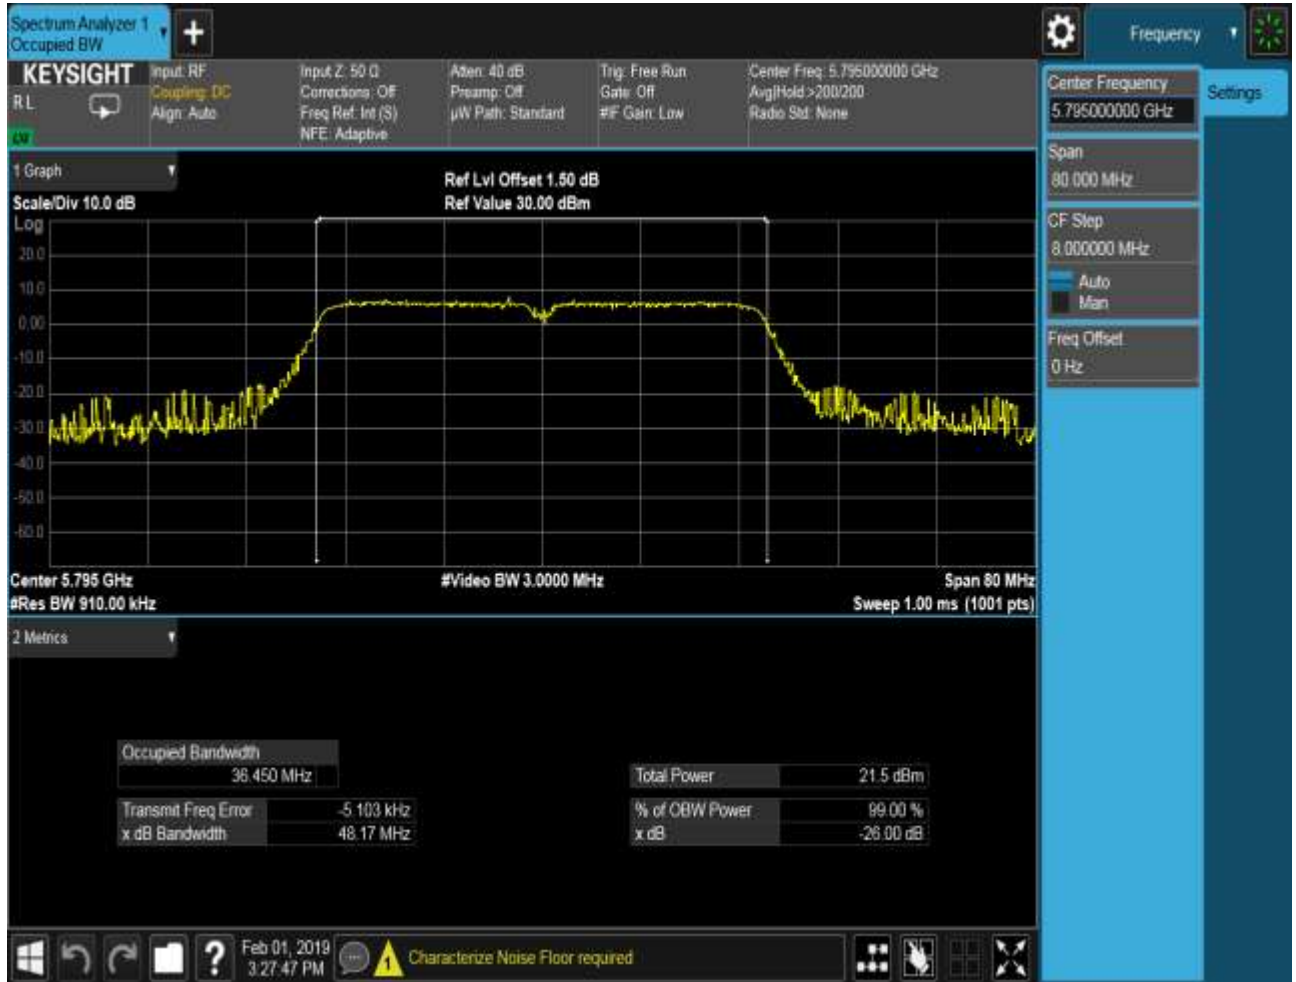 Spectrum Analyzer 1
Occupied BW
+
Frequency
KEYSIGHT
RL
Input: RF
Coupling: DC
Align: Auto
Input Z: 50 Ω
Corrections: Off
Freq Ref: Int (S)
NFE: Adaptive
Atten: 40 dB
Preamp: Off
µW Path: Standard
Trig: Free Run
Gate: Off
#IF Gain: Low
Center Freq: 5.795000000 GHz
Avg|Hold:>200/200
Radio Std: None
Center Frequency
5.795000000 GHz
Settings
Span
80.000 MHz
CF Step
8.000000 MHz
Auto
Man
Freq Offset
0 Hz
1 Graph
Ref Lvl Offset 1.50 dB
Scale/Div 10.0 dB
Ref Value 30.00 dBm
Log
20.0
10.0
0.00
-10.0
-20.0
-30.0
-40.0
-50.0
-60.0
Center 5.795 GHz
#Video BW 3.0000 MHz
Span 80 MHz
#Res BW 910.00 kHz
Sweep 1.00 ms (1001 pts)
2 Metrics
Occupied Bandwidth
36.450 MHz
Total Power 21.5 dBm
Transmit Freq Error -5.103 kHz
% of OBW Power 99.00 %
x dB Bandwidth 48.17 MHz
x dB -26.00 dB
?
Feb 01, 2019
3:27:47 PM
1
Characterize Noise Floor required